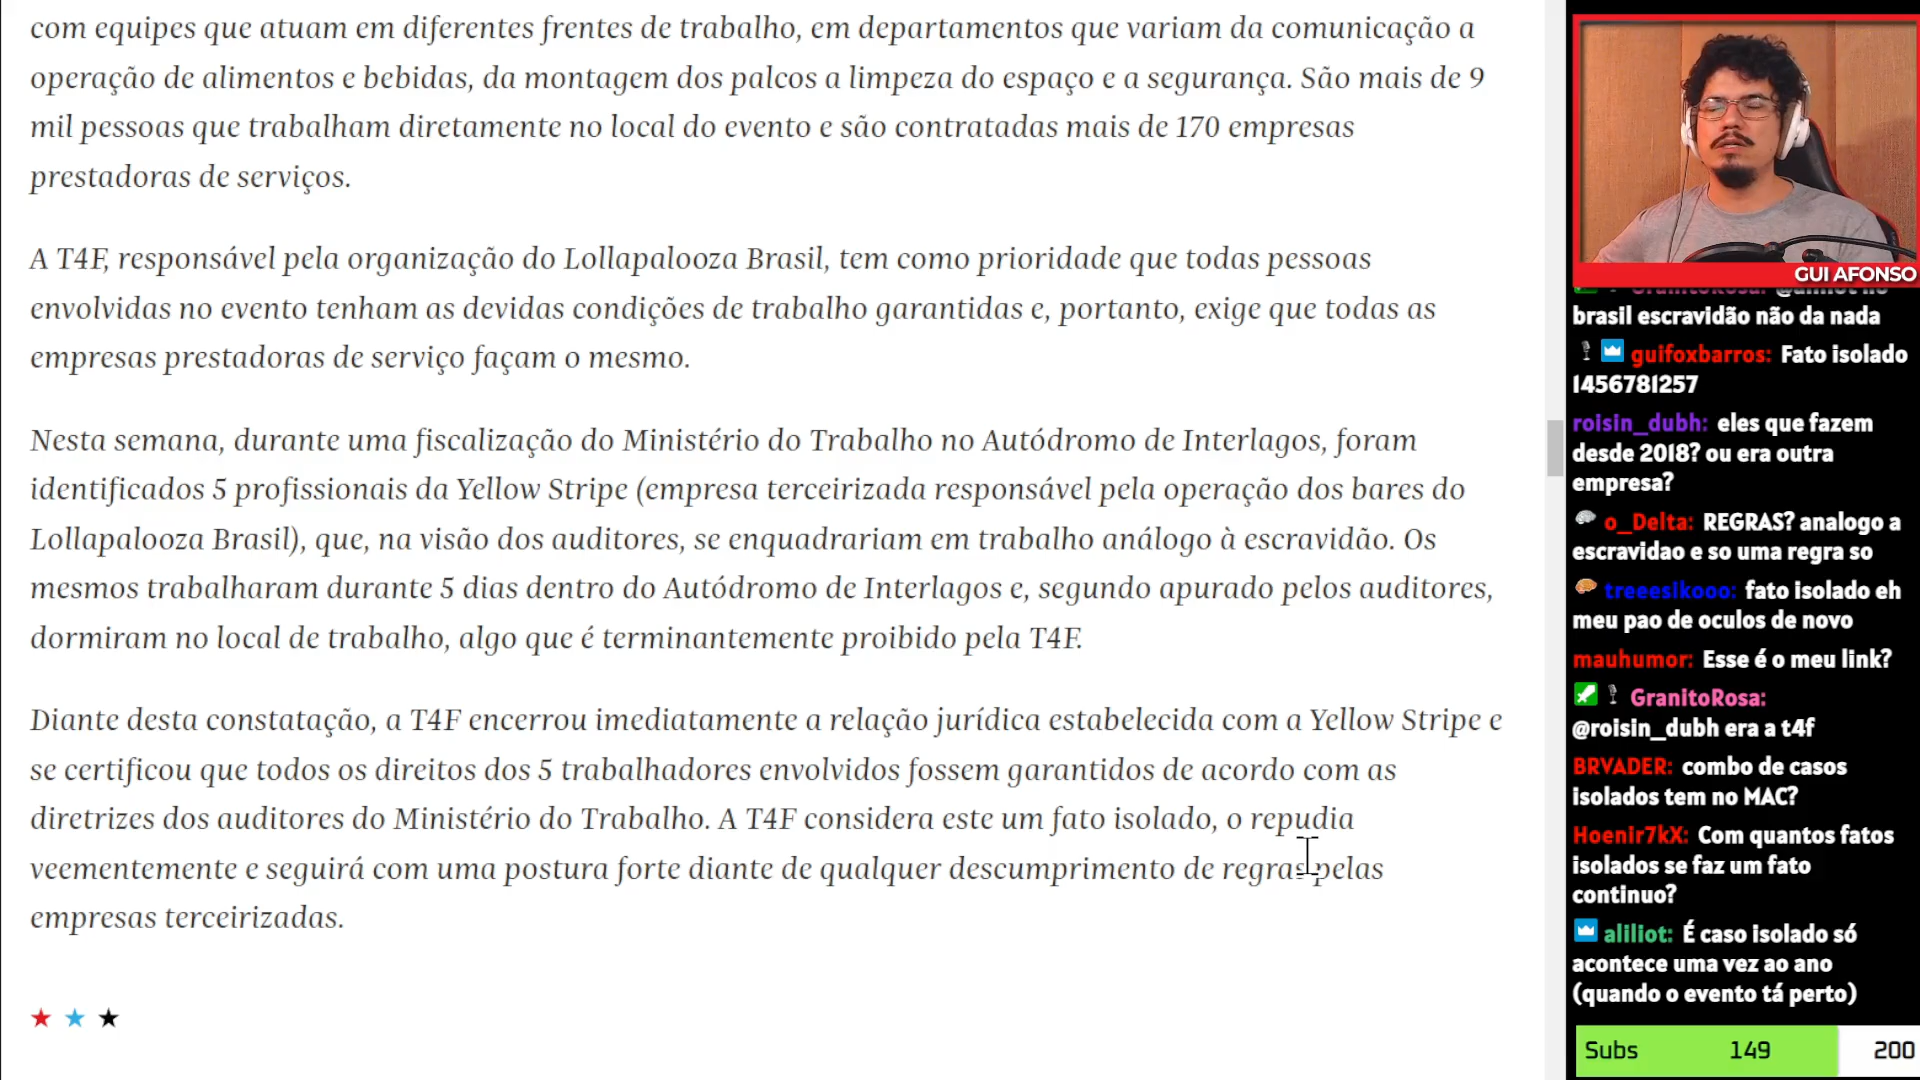 com equipes que atuam em diferentes frentes de trabalho, em departamentos que variam da comunicação a
operação de alimentos e bebidas, da montagem dos palcos a limpeza do espaço e a segurança. São mais de 9
mil pessoas que trabalham diretamente no local do evento e são contratadas mais de 170 empresas
prestadoras de serviços.
A T4F, responsável pela organização do Lollapalooza Brasil, tem como prioridade que todas pessoas
envolvidas no evento tenham as devidas condições de trabalho garantidas e, portanto, exige que todas as
empresas prestadoras de serviço façam o mesmo.
Nesta semana, durante uma fiscalização do Ministério do Trabalho no Autódromo de Interlagos, foram
identificados 5 profissionais da Yellow Stripe (empresa terceirizada responsável pela operação dos bares do
Lollapalooza Brasil), que, na visão dos auditores, se enquadrariam em trabalho análogo à escravidão. Os
mesmos trabalharam durante 5 dias dentro do Autódromo de Interlagos e, segundo apurado pelos auditores,
dormiram no local de trabalho, algo que é terminantemente proibido pela T4F.
Diante desta constatação, a T4F encerrou imediatamente a relação jurídica estabelecida com a Yellow Stripe e
se certificou que todos os direitos dos 5 trabalhadores envolvidos fossem garantidos de acordo com as
diretrizes dos auditores do Ministério do Trabalho. A T4F considera este um fato isolado, o repudia
veementemente e seguirá com uma postura forte diante de qualquer descumprimento de regras pelas
empresas terceirizadas.
GUI AFONSO
brasil escravidão não da nada
guifoxbarros: Fato isolado
1456781257
roisin_dubh: eles que fazem
desde 2018? ou era outra
empresa?
o_Delta: REGRAS? analogo a
escravidao e so uma regra so
treeesikooo: fato isolado eh
meu pao de oculos de novo
mauhumor: Esse é o meu link?
GranitoRosa:
@roisin_dubh era a t4f
BRVADER: combo de casos
isolados tem no MAC?
Hoenir7kX: Com quantos fatos
isolados se faz um fato
continuo?
aliliot: É caso isolado só
acontece uma vez ao ano
(quando o evento tá perto)
Subs 149 200